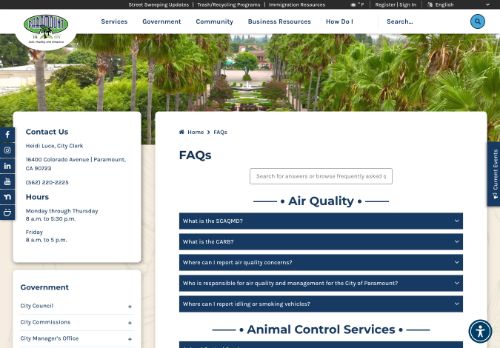 Street Sweeping Updates | Trash/Recycling Programs | Immigration Resources
° F | Register | Sign In | English
PARAMOUNT
Services Government Community Business Resources How Do I Search...
Contact Us
Heidi Luce, City Clerk
16400 Colorado Avenue | Paramount, CA 90723
(562) 220-2225
Hours
Monday through Thursday
8 a.m. to 5:30 p.m.
Friday
8 a.m. to 5 p.m.
Government
City Council +
City Commissions +
City Manager's Office +
Home > FAQs
FAQs
Search for answers or browse frequently asked q
• Air Quality •
What is the SCAQMD?
What is the CARB?
Where can I report air quality concerns?
Who is responsible for air quality and management for the City of Paramount?
Where can I report idling or smoking vehicles?
• Animal Control Services •
Current Events